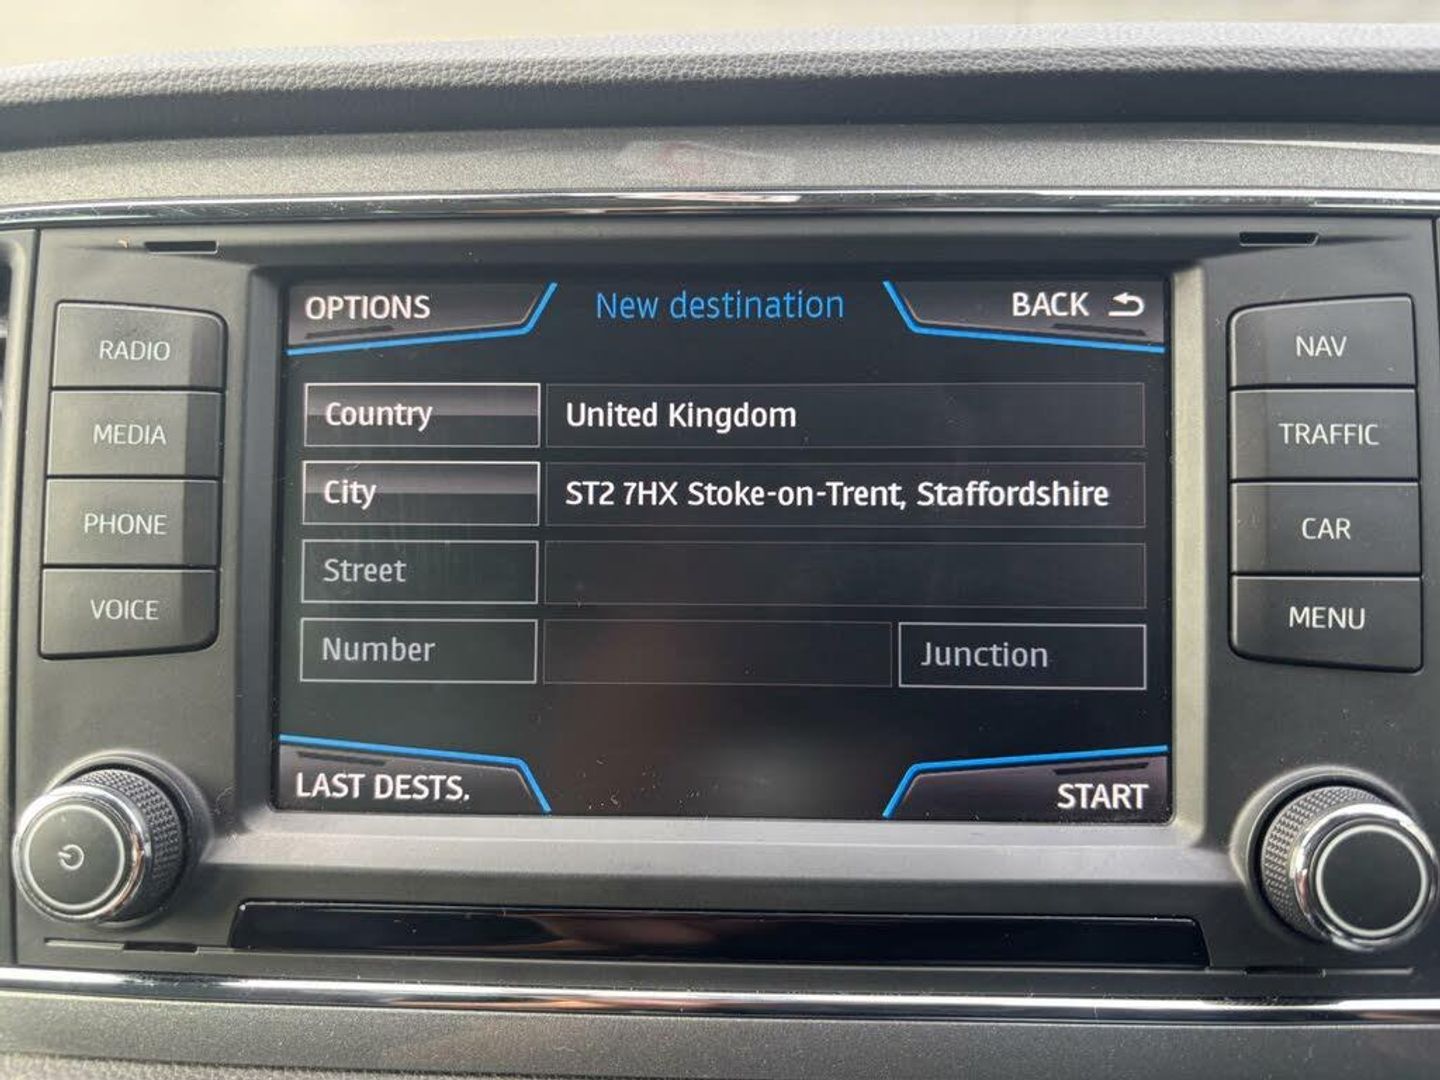 OPTIONS New destination BACK
RADIO
MEDIA
PHONE
VOICE
Country United Kingdom
City ST2 7HX Stoke-on-Trent, Staffordshire
Street
Number Junction
LAST DESTS. START
NAV
TRAFFIC
CAR
MENU